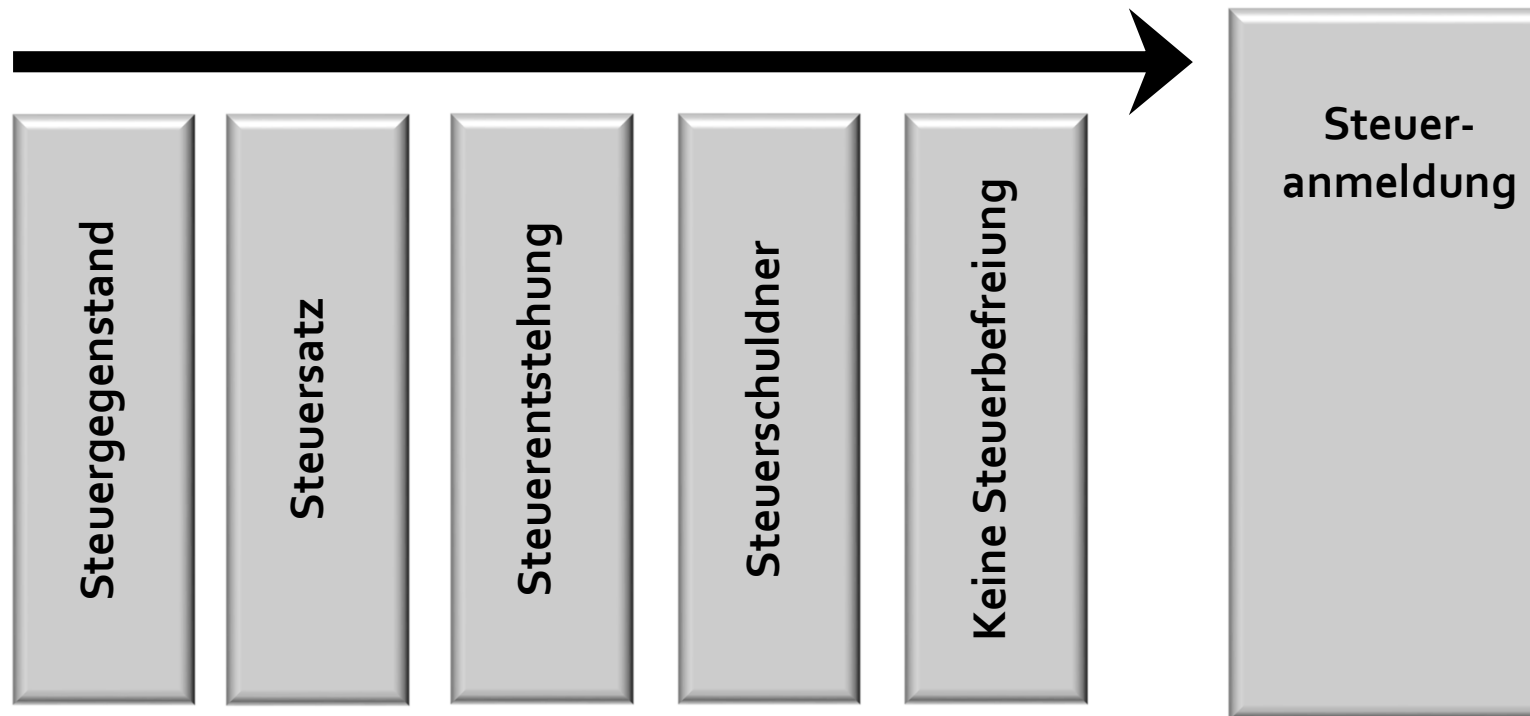 Steuergegenstand
Steuersatz
Steuerentstehung
Steuerschuldner
Keine Steuerbefreiung
Steuer-
anmeldung